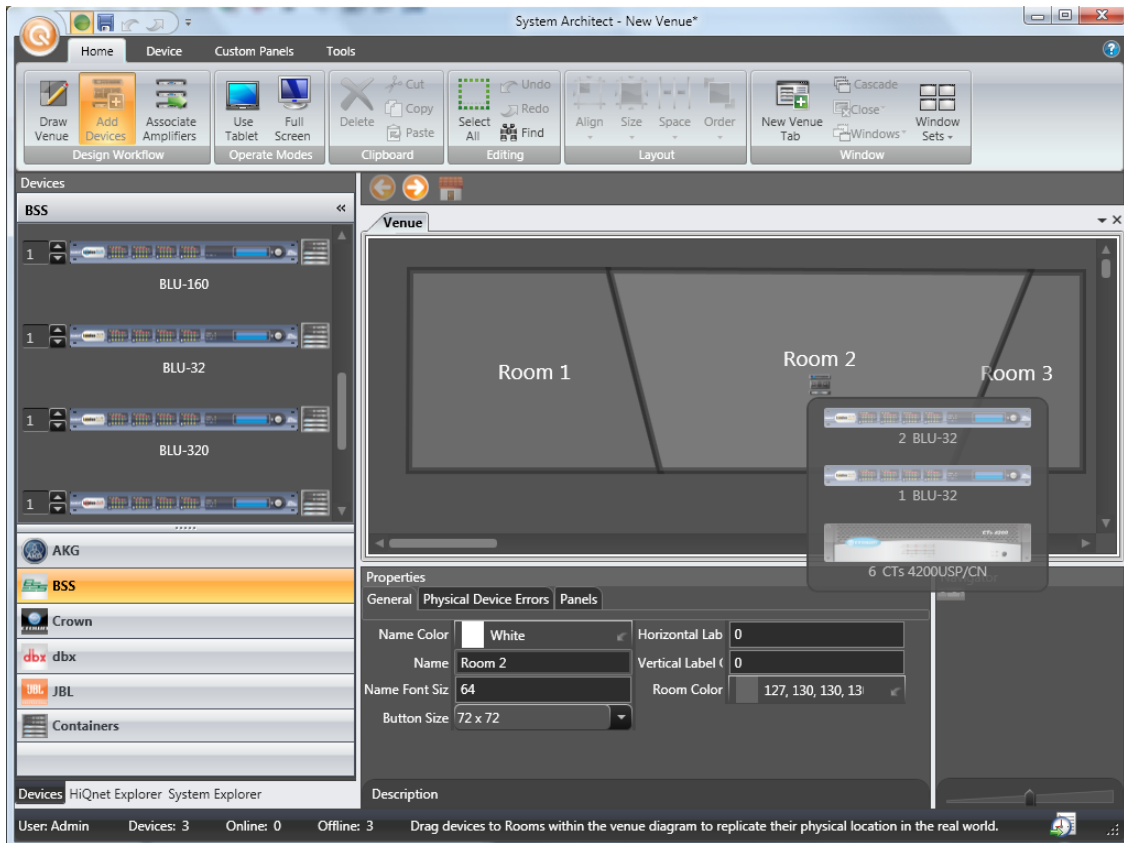 System Architect - New Venue*
Home Device Custom Panels Tools
Draw Venue
Add Devices
Associate Amplifiers
Design Workflow
Use Tablet
Full Screen
Operate Modes
Delete
Cut
Copy
Paste
Clipboard
Select All
Undo
Redo
Find
Editing
Align Size Space Order
Layout
New Venue Tab
Cascade
Close
Windows
Window Sets
Window
Devices
BSS
Venue
1
BLU-160
1
BLU-32
1
BLU-320
1
Room 1
Room 2
Room 3
2 BLU-32
1 BLU-32
CTs 4200
6 CTs 4200USP/CN
AKG
BSS
Crown
dbx dbx
JBL JBL
Containers
Devices HiQnet Explorer System Explorer
Properties
General Physical Device Errors Panels
Name Color White Horizontal Lab 0
Name Room 2 Vertical Label ( 0
Name Font Siz 64 Room Color 127, 130, 130, 13
Button Size 72 x 72
Description
User: Admin Devices: 3 Online: 0 Offline: 3 Drag devices to Rooms within the venue diagram to replicate their physical location in the real world.